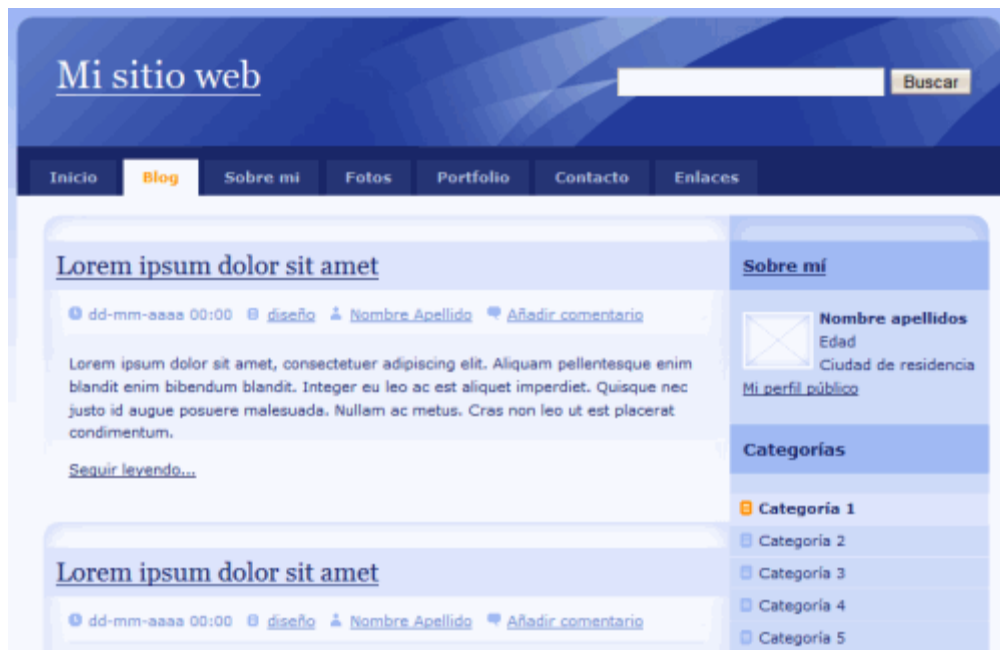 Mi sitio web
Buscar
Inicio Blog Sobre mi Fotos Portfolio Contacto Enlaces
Lorem ipsum dolor sit amet
dd-mm-aaaa 00:00 diseño Nombre Apellido Añadir comentario
Lorem ipsum dolor sit amet, consectetuer adipiscing elit. Aliquam pellentesque enim
blandit enim bibendum blandit. Integer eu leo ac est aliquet imperdiet. Quisque nec
justo id augue posuere malesuada. Nullam ac metus. Cras non leo ut est placerat
condimentum.
Seguir leyendo...
Lorem ipsum dolor sit amet
dd-mm-aaaa 00:00 diseño Nombre Apellido Añadir comentario
Sobre mí
Nombre apellidos
Edad
Ciudad de residencia
Mi perfil público
Categorías
Categoría 1
Categoría 2
Categoría 3
Categoría 4
Categoría 5